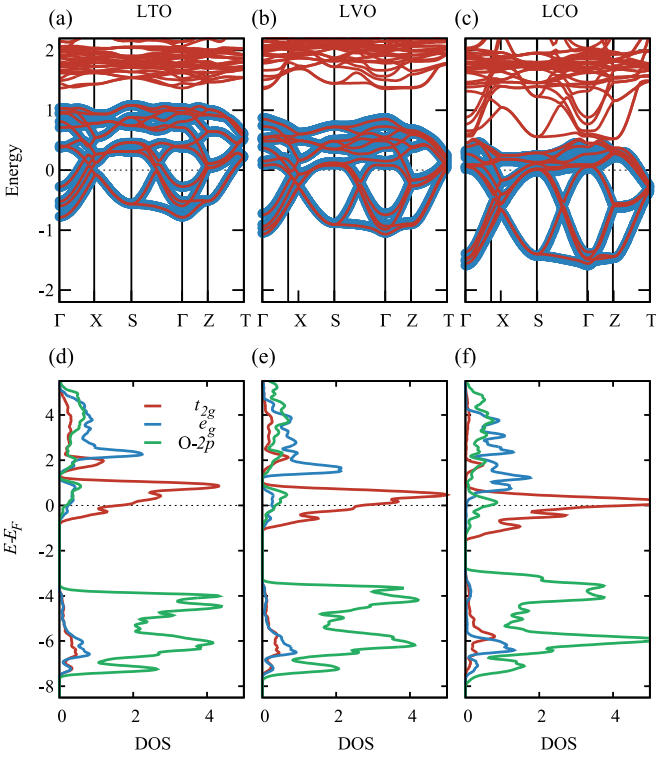 (a) LTO (b) LVO (c) LCO
2
1
0
-1
-2
Energy
Γ X S Γ Z T Γ X S Γ Z T Γ X S Γ Z T
(d) (e) (f)
t2g
eg
O-2p
4
2
0
-2
-4
-6
-8
E-EF
0 2 4 0 2 4 0 2 4
DOS DOS DOS